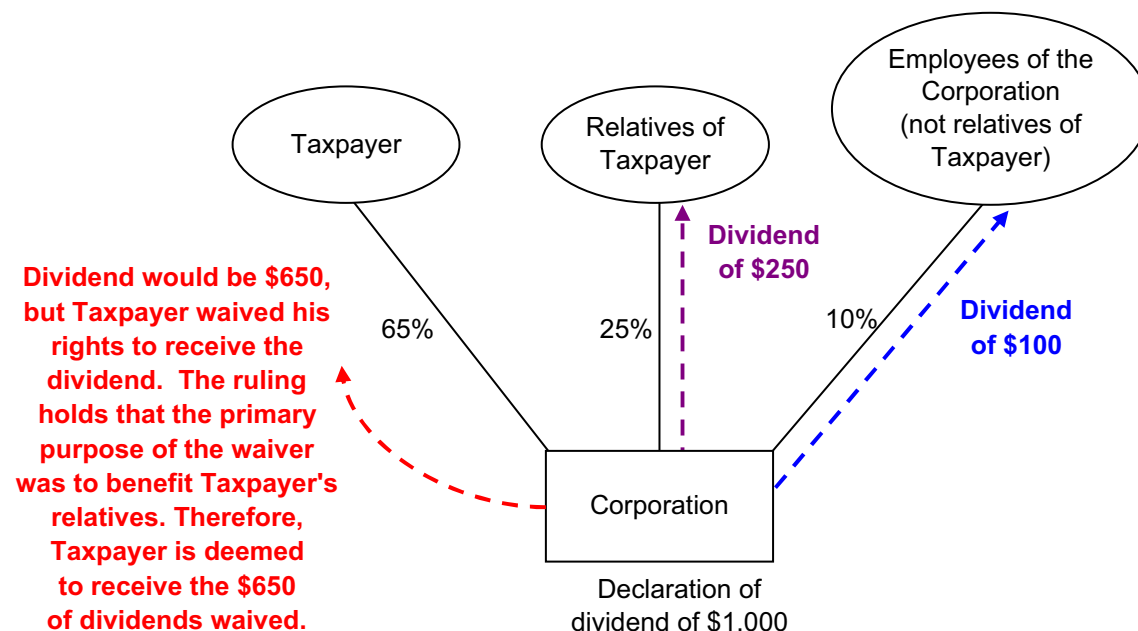 Taxpayer
Relatives of
Taxpayer
Employees of the
Corporation
(not relatives of
Taxpayer)
Dividend would be $650,
but Taxpayer waived his
rights to receive the
dividend.  The ruling
holds that the primary
purpose of the waiver
was to benefit Taxpayer's
relatives. Therefore,
Taxpayer is deemed
to receive the $650
of dividends waived.
65%
25%
Dividend
of $250
10%
Dividend
of $100
Corporation
Declaration of
dividend of $1,000